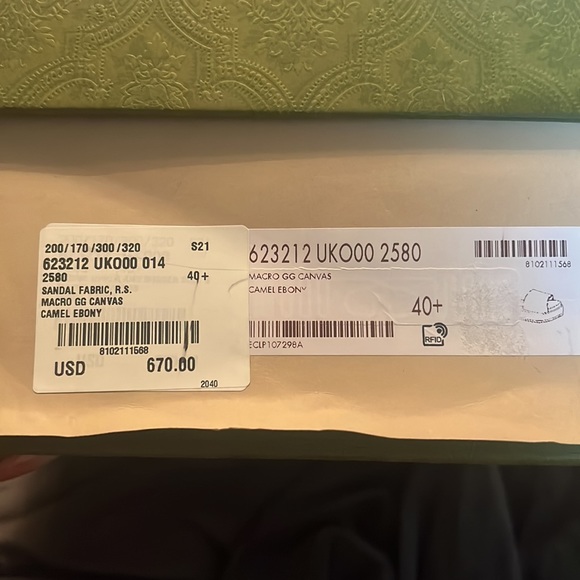 200/170/300/320 S21
623212 UKO00 014
2580 40+
SANDAL FABRIC, R.S.
MACRO GG CANVAS
CAMEL EBONY
8102111568
USD 670.00
2040
623212 UKO00 2580
8102111568
MACRO GG CANVAS
CAMEL EBONY
40+
RFID
ECLP107298A